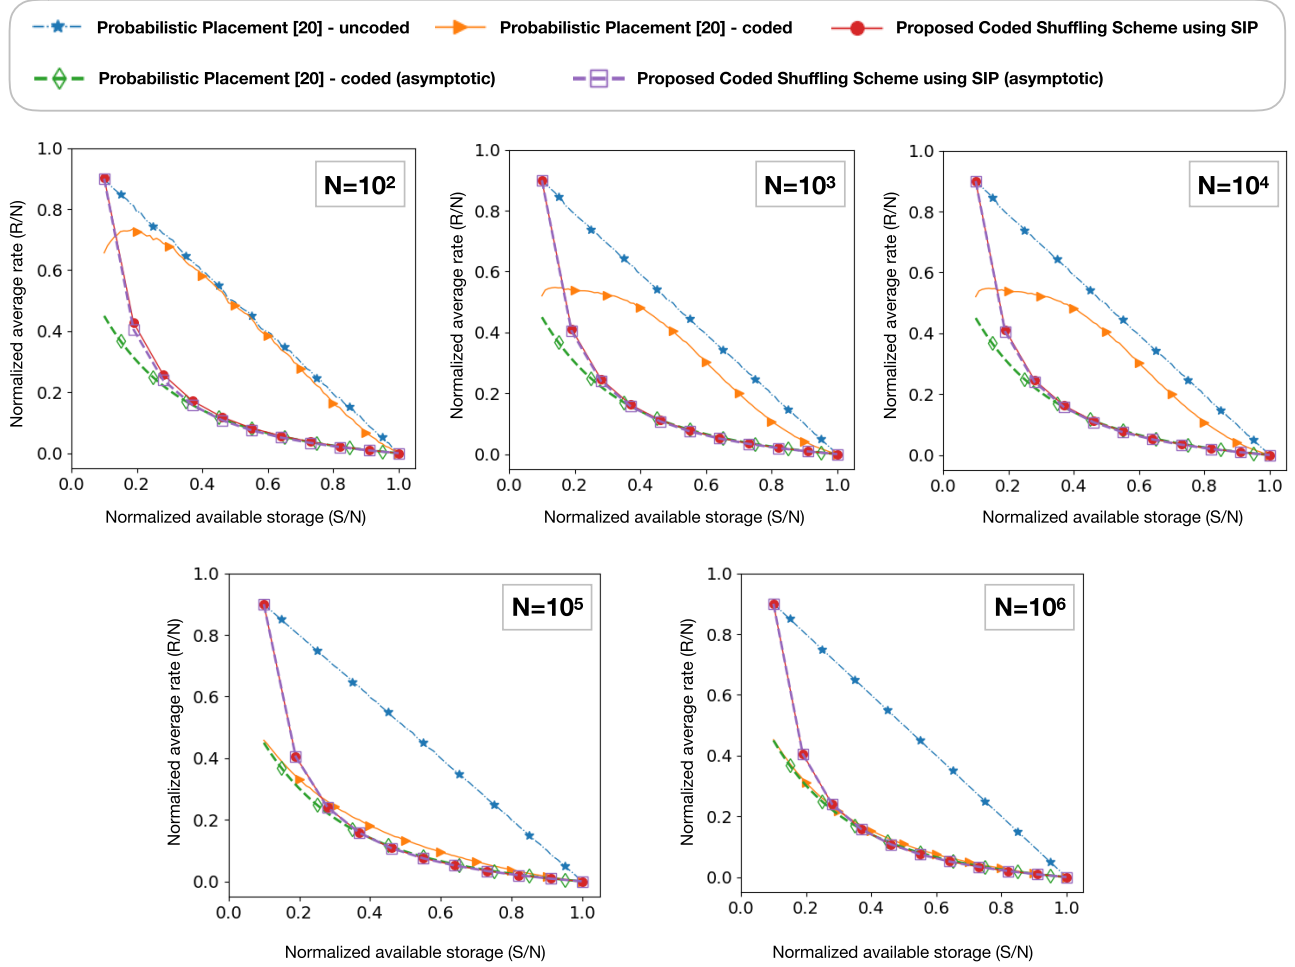 Probabilistic Placement [20] - uncoded
Probabilistic Placement [20] - coded
Proposed Coded Shuffling Scheme using SIP
Probabilistic Placement [20] - coded (asymptotic)
Proposed Coded Shuffling Scheme using SIP (asymptotic)
N=10²
Normalized average rate (R/N)
1.0
0.8
0.6
0.4
0.2
0.0
0.0 0.2 0.4 0.6 0.8 1.0
Normalized available storage (S/N)
N=10³
Normalized average rate (R/N)
1.0
0.8
0.6
0.4
0.2
0.0
0.0 0.2 0.4 0.6 0.8 1.0
Normalized available storage (S/N)
N=10⁴
Normalized average rate (R/N)
1.0
0.8
0.6
0.4
0.2
0.0
0.0 0.2 0.4 0.6 0.8 1.0
Normalized available storage (S/N)
N=10⁵
Normalized average rate (R/N)
1.0
0.8
0.6
0.4
0.2
0.0
0.0 0.2 0.4 0.6 0.8 1.0
Normalized available storage (S/N)
N=10⁶
Normalized average rate (R/N)
1.0
0.8
0.6
0.4
0.2
0.0
0.0 0.2 0.4 0.6 0.8 1.0
Normalized available storage (S/N)